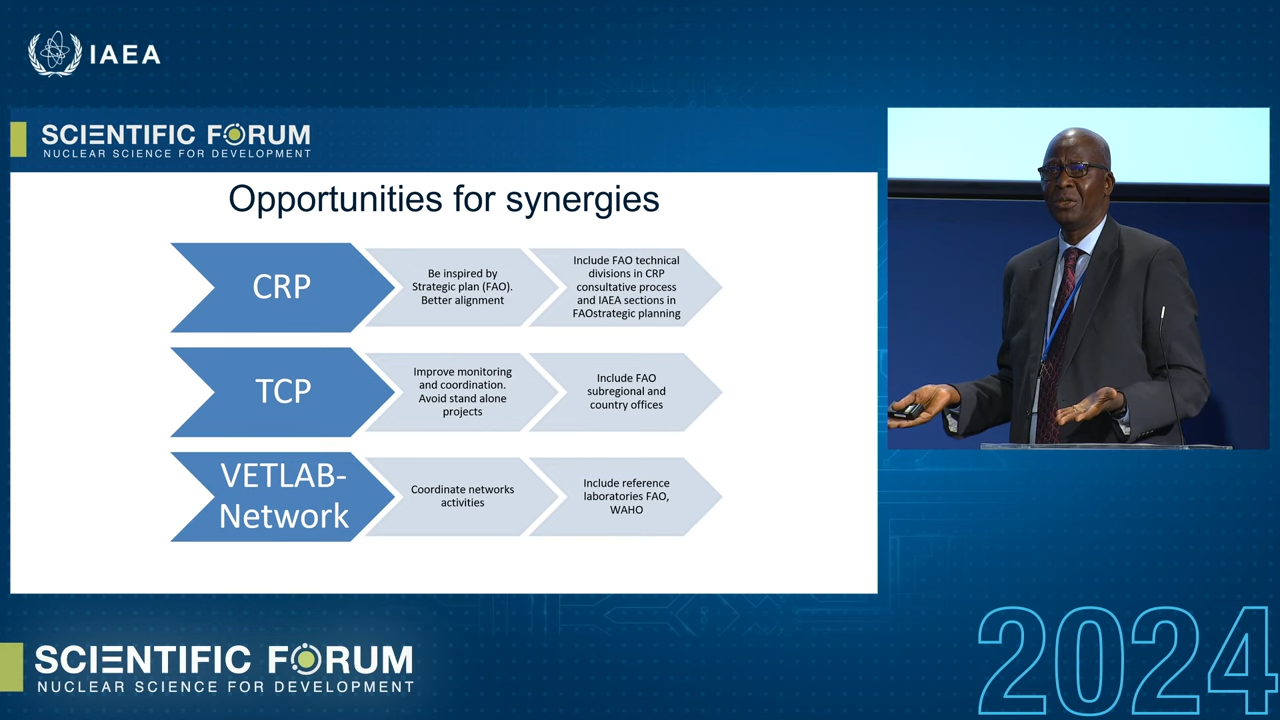 IAEA
SCIENTIFIC FORUM
NUCLEAR SCIENCE FOR DEVELOPMENT
Opportunities for synergies
CRP
Be inspired by
Strategic plan (FAO).
Better alignment
Include FAO technical
divisions in CRP
consultative process
and IAEA sections in
FAOstrategic planning
TCP
Improve monitoring
and coordination.
Avoid stand alone
projects
Include FAO
subregional and
country offices
VETLAB-
Network
Coordinate networks
activities
Include reference
laboratories FAO,
WAHO
SCIENTIFIC FORUM
NUCLEAR SCIENCE FOR DEVELOPMENT
2024